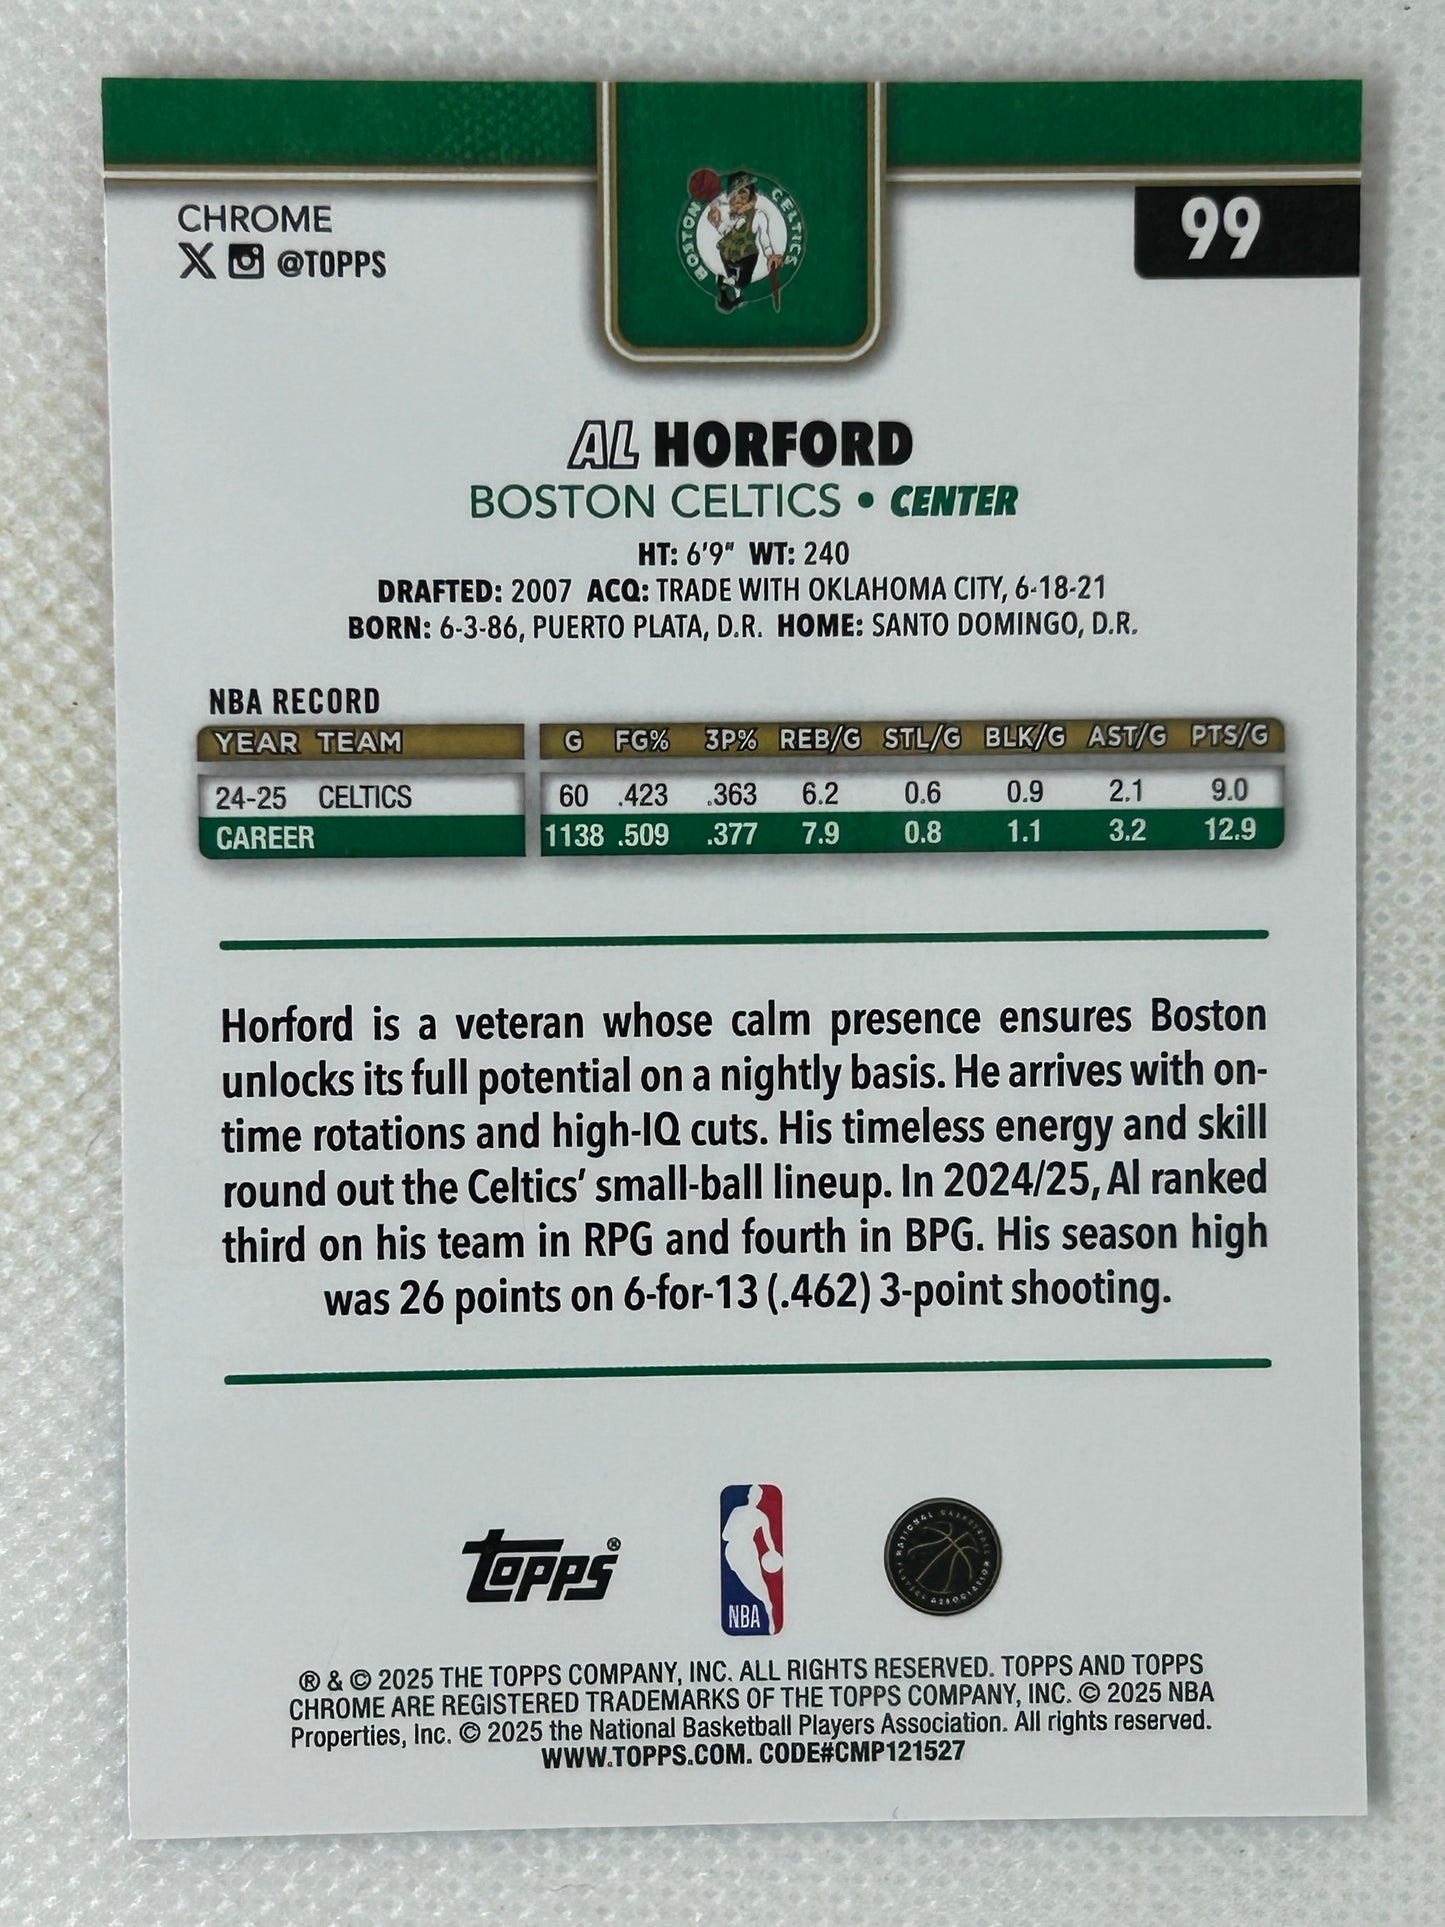 CHROME
X @TOPPS
BOSTON CELTICS
99
AL HORFORD
BOSTON CELTICS • CENTER
HT: 6'9" WT: 240
DRAFTED: 2007 ACQ: TRADE WITH OKLAHOMA CITY, 6-18-21
BORN: 6-3-86, PUERTO PLATA, D.R. HOME: SANTO DOMINGO, D.R.
NBA RECORD
YEAR TEAM G FG% 3P% REB/G STL/G BLK/G AST/G PTS/G
24-25 CELTICS 60 .423 .363 6.2 0.6 0.9 2.1 9.0
CAREER 1138 .509 .377 7.9 0.8 1.1 3.2 12.9
Horford is a veteran whose calm presence ensures Boston
unlocks its full potential on a nightly basis. He arrives with on-
time rotations and high-IQ cuts. His timeless energy and skill
round out the Celtics’ small-ball lineup. In 2024/25, Al ranked
third on his team in RPG and fourth in BPG. His season high
was 26 points on 6-for-13 (.462) 3-point shooting.
Topps®
NBA
NATIONAL BASKETBALL PLAYERS ASSOCIATION
® & © 2025 THE TOPPS COMPANY, INC. ALL RIGHTS RESERVED. TOPPS AND TOPPS
CHROME ARE REGISTERED TRADEMARKS OF THE TOPPS COMPANY, INC. © 2025 NBA
Properties, Inc. © 2025 the National Basketball Players Association. All rights reserved.
WWW.TOPPS.COM. CODE#CMP121527